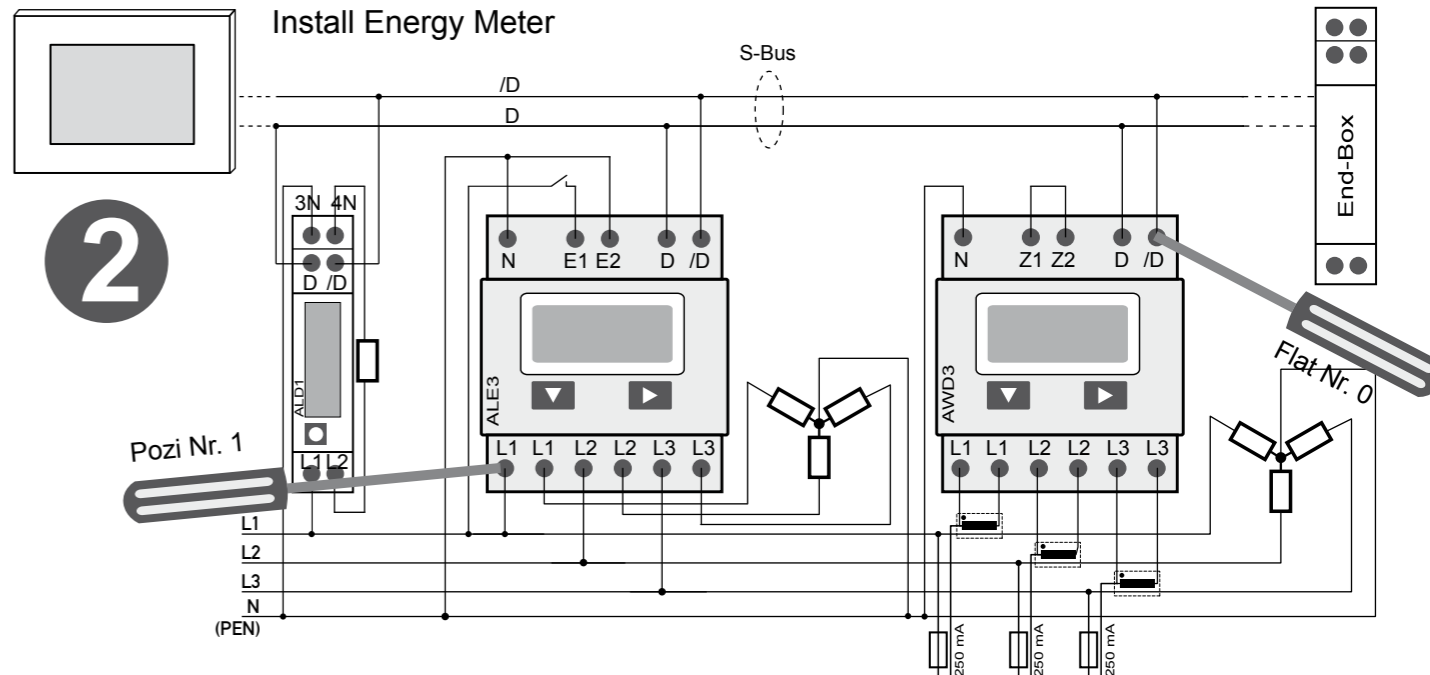 Install Energy Meter
S-Bus
/D
D
End-Box
2
3N 4N
D /D
ALD1
L1 L2
N E1 E2 D /D
ALE3
L1 L1 L2 L2 L3 L3
N Z1 Z2 D /D
AWD3
L1 L1 L2 L2 L3 L3
Pozi Nr. 1
Flat Nr. 0
L1
L2
L3
N
(PEN)
250 mA
250 mA
250 mA